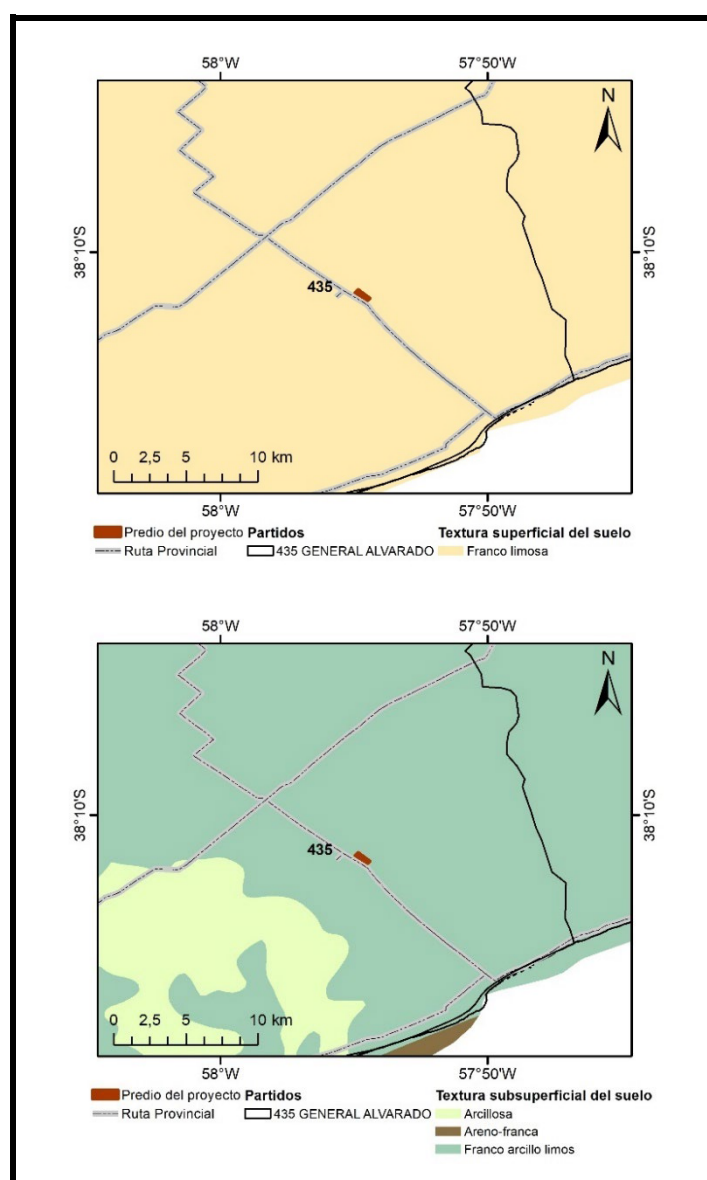 58°W 57°50'W
N
38°10'S 38°10'S
435
0 2,5 5 10 km
58°W 57°50'W
Predio del proyecto Partidos Textura superficial del suelo
Ruta Provincial 435 GENERAL ALVARADO Franco limosa
58°W 57°50'W
N
38°10'S 38°10'S
435
0 2,5 5 10 km
58°W 57°50'W
Predio del proyecto Partidos Textura subsuperficial del suelo
Ruta Provincial 435 GENERAL ALVARADO Arcillosa
Areno-franca
Franco arcillo limos